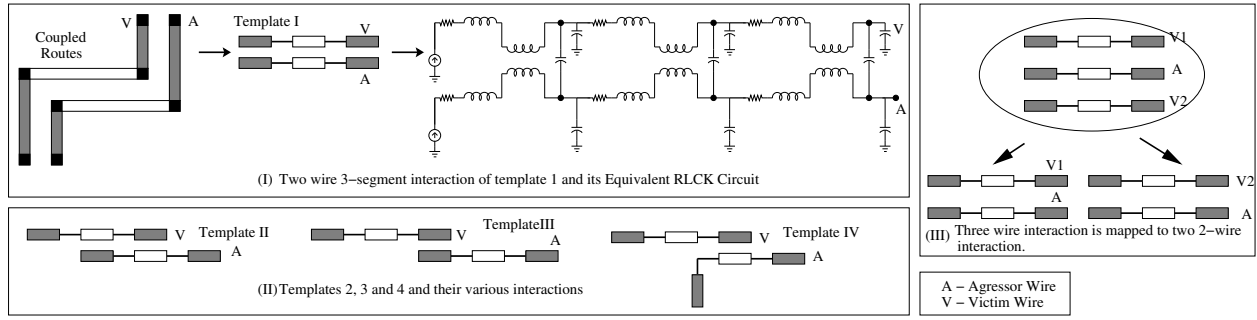 Coupled
Routes
V
A
Template I
V
A
V
A
(I) Two wire 3−segment interaction of template 1 and its Equivalent RLCK Circuit
V
Template II
A
TemplateIII
V
A
Template IV
V
A
(II) Templates 2, 3 and 4 and their various interactions
V1
A
V2
V1
A
V2
A
(III) Three wire interaction is mapped to two 2−wire
interaction.
A − Agressor Wire
V − Victim Wire